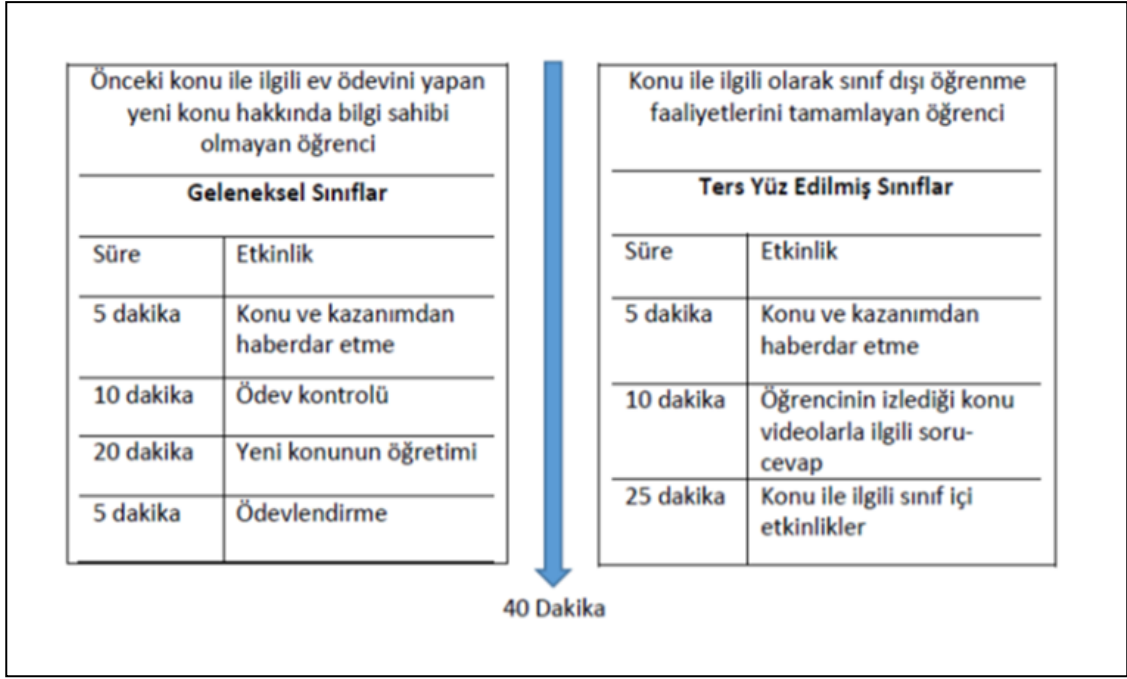 Önceki konu ile ilgili ev ödevini yapan
yeni konu hakkında bilgi sahibi
olmayan öğrenci
Geleneksel Sınıflar
Süre Etkinlik
5 dakika Konu ve kazanımdan
haberdar etme
10 dakika Ödev kontrolü
20 dakika Yeni konunun öğretimi
5 dakika Ödevlendirme
Konu ile ilgili olarak sınıf dışı öğrenme
faaliyetlerini tamamlayan öğrenci
Ters Yüz Edilmiş Sınıflar
Süre Etkinlik
5 dakika Konu ve kazanımdan
haberdar etme
10 dakika Öğrencinin izlediği konu
videolarla ilgili soru-
cevap
25 dakika Konu ile ilgili sınıf içi
etkinlikler
40 Dakika